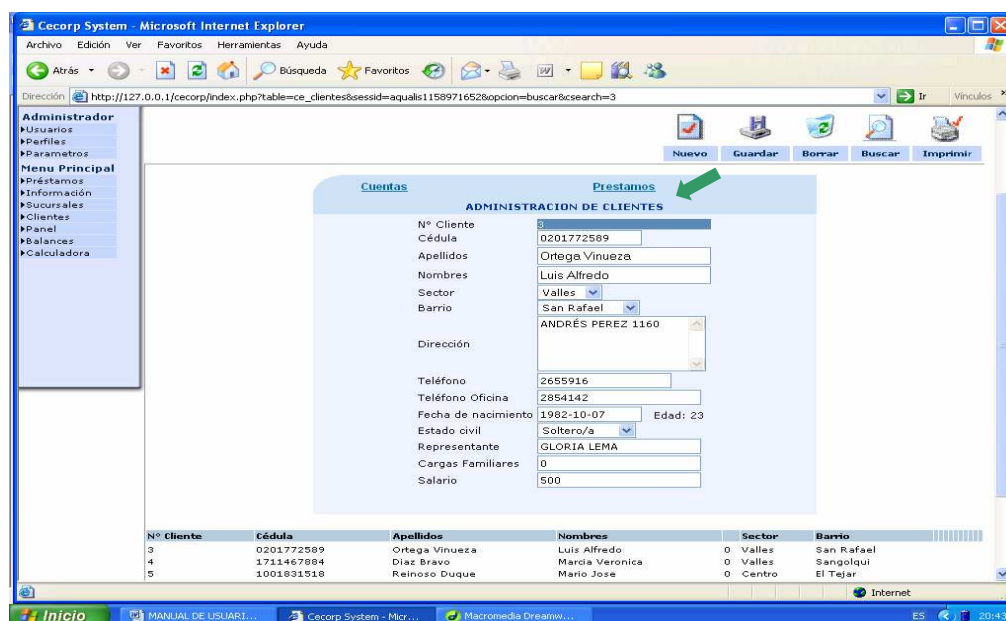 Cecorp System - Microsoft Internet Explorer
Archivo Edición Ver Favoritos Herramientas Ayuda
Atrás Búsqueda Favoritos
Dirección http://127.0.0.1/cecorp/index.php?table=ce_clientes&sessid=aqualis1158971652&opcion=buscar&csearch=3 Ir Vínculos »
Administrador
Usuarios
Perfiles
Parametros
Menu Principal
Préstamos
Información
Sucursales
Clientes
Panel
Balances
Calculadora
Nuevo Guardar Borrar Buscar Imprimir
Cuentas Prestamos
ADMINISTRACION DE CLIENTES
Nº Cliente 3
Cédula 0201772589
Apellidos Ortega Vinueza
Nombres Luis Alfredo
Sector Valles
Barrio San Rafael
Dirección ANDRÉS PEREZ 1160
Teléfono 2655916
Teléfono Oficina 2854142
Fecha de nacimiento 1982-10-07 Edad: 23
Estado civil Soltero/a
Representante GLORIA LEMA
Cargas Familiares 0
Salario 500
Nº Cliente Cédula Apellidos Nombres Sector Barrio
3 0201772589 Ortega Vinueza Luis Alfredo 0 Valles San Rafael
4 1711467884 Diaz Bravo Marcia Veronica 0 Valles Sangolqui
5 1001831518 Reinoso Duque Mario Jose 0 Centro El Tejar
Internet
Inicio MANUAL DE USUARI... Cecorp System - Micr... Macromedia Dreamw... ES 20:43